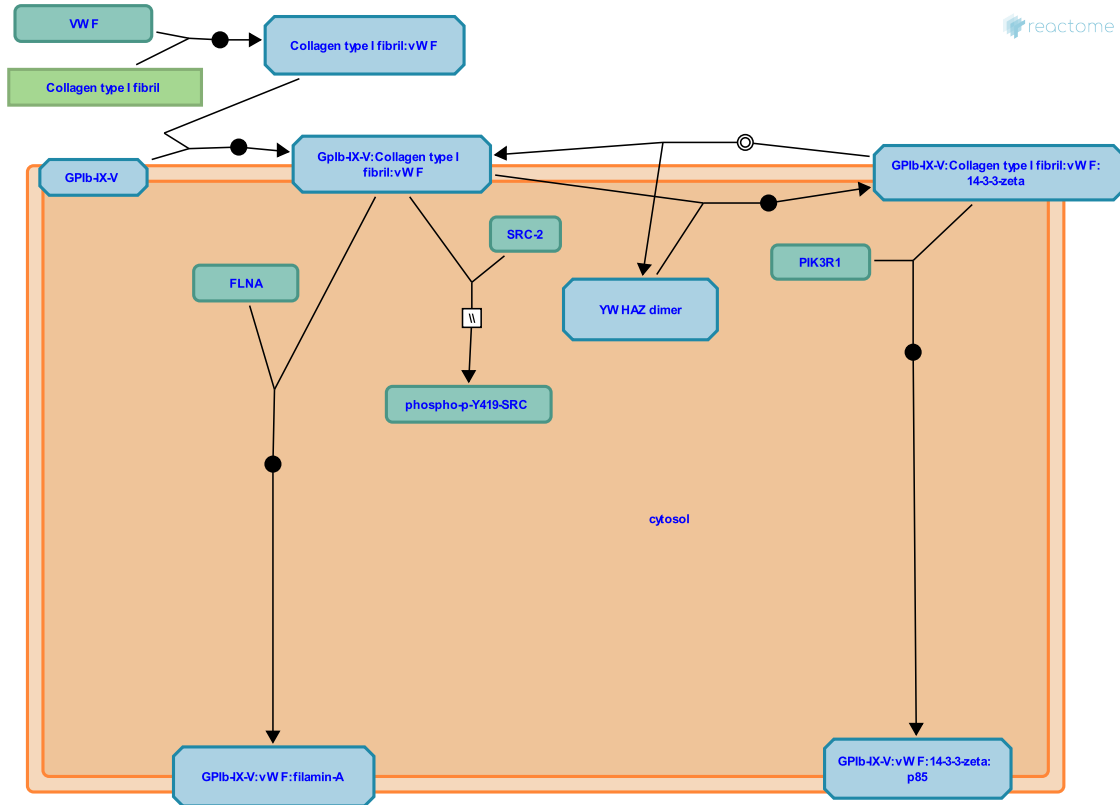 VWF
reactome
Collagen type I fibril:vWF
Collagen type I fibril
GPIb-IX-V
GpIb-IX-V:Collagen type I
fibril:vWF
GPIb-IX-V:Collagen type I fibril:vWF:
14-3-3-zeta
SRC-2
PIK3R1
FLNA
YWHAZ dimer
\\
phospho-p-Y419-SRC
cytosol
GPIb-IX-V:vWF:filamin-A
GPIb-IX-V:vWF:14-3-3-zeta:
p85